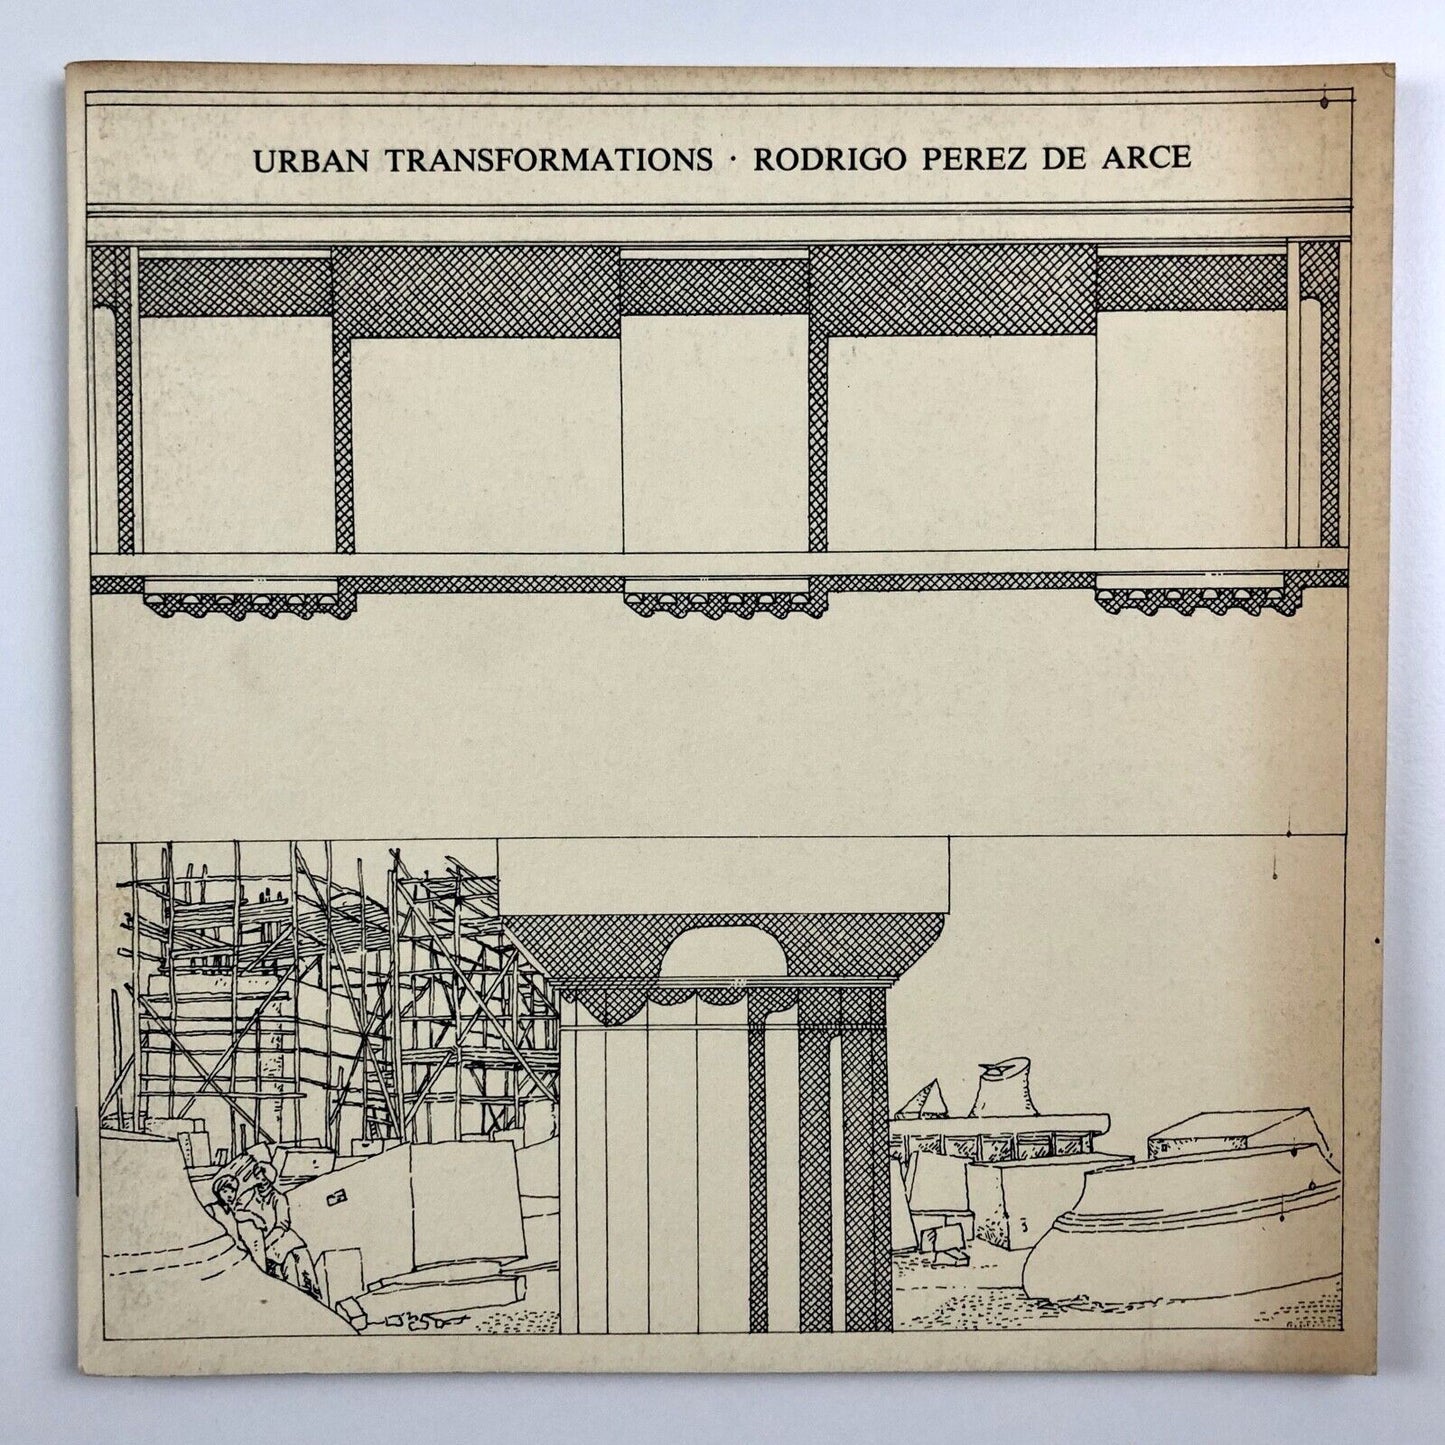 URBAN TRANSFORMATIONS · RODRIGO PEREZ DE ARCE